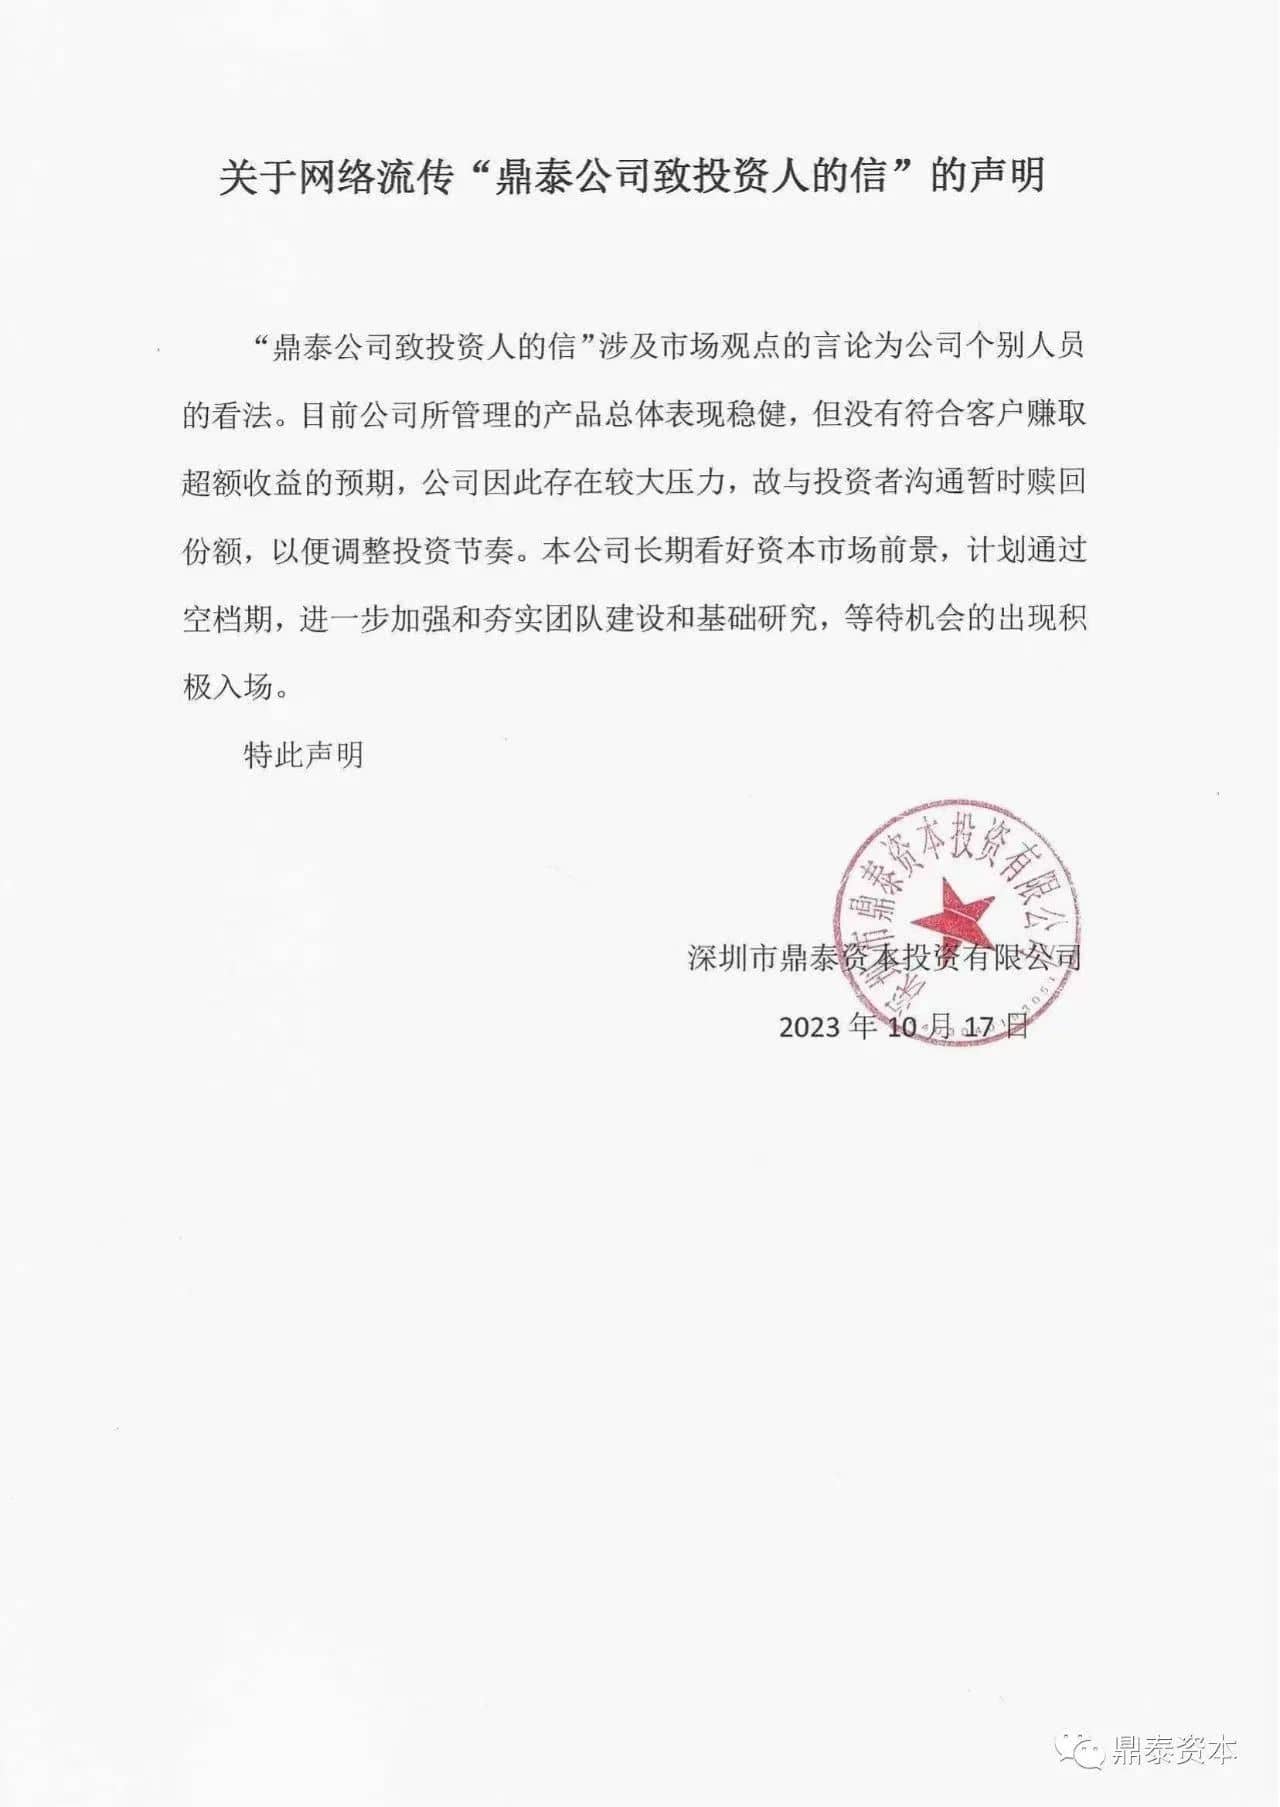 关于网络流传“鼎泰公司致投资人的信”的声明
“鼎泰公司致投资人的信”涉及市场观点的言论为公司个别人员
的看法。目前公司所管理的产品总体表现稳健，但没有符合客户赚取
超额收益的预期，公司因此存在较大压力，故与投资者沟通暂时赎回
份额，以便调整投资节奏。本公司长期看好资本市场前景，计划通过
空档期，进一步加强和夯实团队建设和基础研究，等待机会的出现积
极入场。
特此声明
深圳市鼎泰资本投资有限公司
深圳市鼎泰资本投资有限公司
2023 年 10 月 17 日
鼎泰资本